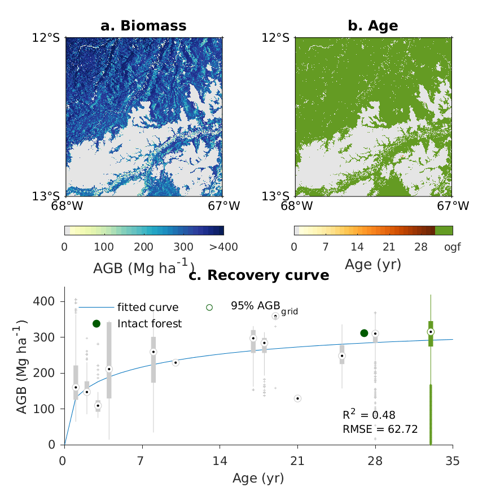 a. Biomass
b. Age
12°S
12°S
13°S
13°S
68°W
67°W
68°W
67°W
0 100 200 300 >400
0 7 14 21 28 ogf
AGB (Mg ha-1)
Age (yr)
c. Recovery curve
fitted curve
95% AGBgrid
Intact forest
400
300
200
100
0
AGB (Mg ha-1)
R2 = 0.48
RMSE = 62.72
0 7 14 21 28 35
Age (yr)